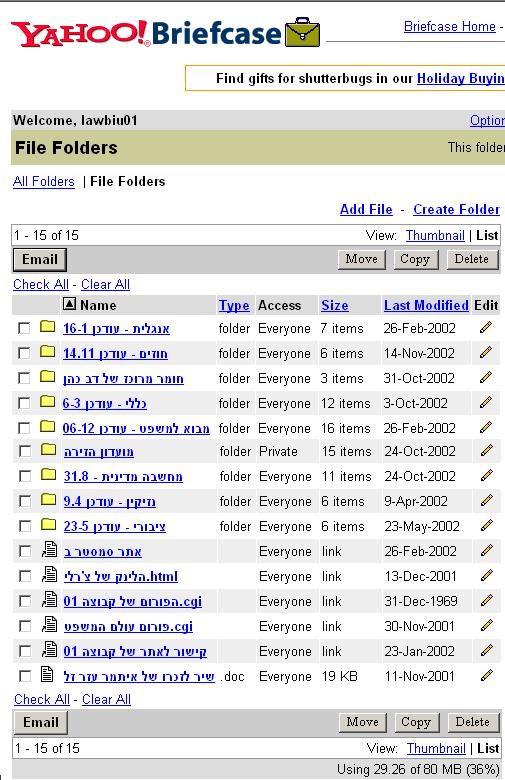 YAHOO! Briefcase
Briefcase Home -
Find gifts for shutterbugs in our Holiday Buyin
Welcome, lawbiu01 Option
File Folders This folde
All Folders | File Folders
Add File - Create Folder
1 - 15 of 15 View: Thumbnail | List
Email Move Copy Delete
Check All - Clear All
Name Type Access Size Last Modified Edit
אנגלית - עודכן 16-1 folder Everyone 7 items 26-Feb-2002
חוזים - עודכן 14.11 folder Everyone 6 items 14-Nov-2002
חומר מרוכז של דב כהן folder Everyone 3 items 31-Oct-2002
כללי - עודכן 6-3 folder Everyone 12 items 3-Oct-2002
מבוא למשפט - עודכן 06-12 folder Everyone 16 items 26-Feb-2002
מועדון הזירה folder Private 15 items 24-Oct-2002
מחשבה מדינית - 31.8 folder Everyone 11 items 24-Oct-2002
נזיקין - עודכן 9.4 folder Everyone 6 items 9-Apr-2002
ציבורי - עודכן 23-5 folder Everyone 6 items 23-May-2002
אתר סמסטר ב Everyone link 26-Feb-2002
הלינק של צ'רלי.html Everyone link 13-Dec-2001
הפורום של קבוצה 01.cgi Everyone link 31-Dec-1969
פורום עולם המשפט.cgi Everyone link 30-Nov-2001
קישור לאתר של קבוצה 01 Everyone link 23-Jan-2002
שיר לזכרו של איתמר עזר זל .doc Everyone 19 KB 11-Nov-2001
Check All - Clear All
Email Move Copy Delete
1 - 15 of 15 View: Thumbnail | List
Using 29.26 of 80 MB (36%)